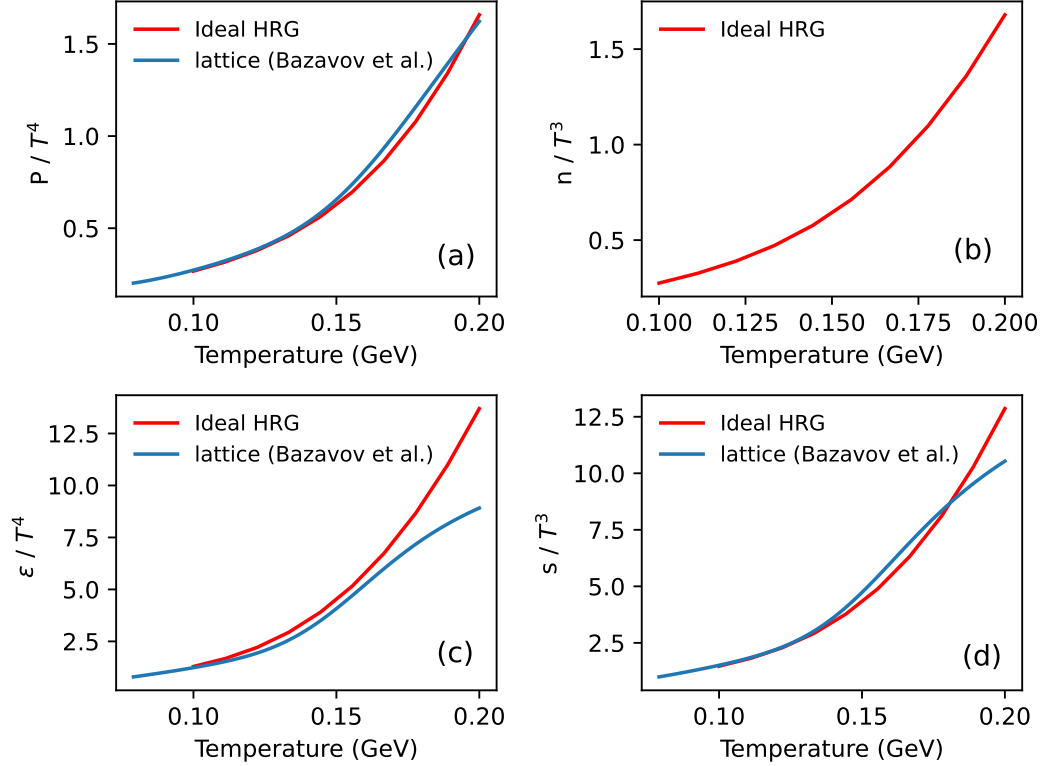 P / T⁴
1.5
1.0
0.5
Ideal HRG
lattice (Bazavov et al.)
(a)
0.10 0.15 0.20
Temperature (GeV)
n / T³
1.5
1.0
0.5
Ideal HRG
(b)
0.100 0.125 0.150 0.175 0.200
Temperature (GeV)
ε / T⁴
12.5
10.0
7.5
5.0
2.5
Ideal HRG
lattice (Bazavov et al.)
(c)
0.10 0.15 0.20
Temperature (GeV)
s / T³
12.5
10.0
7.5
5.0
2.5
Ideal HRG
lattice (Bazavov et al.)
(d)
0.10 0.15 0.20
Temperature (GeV)